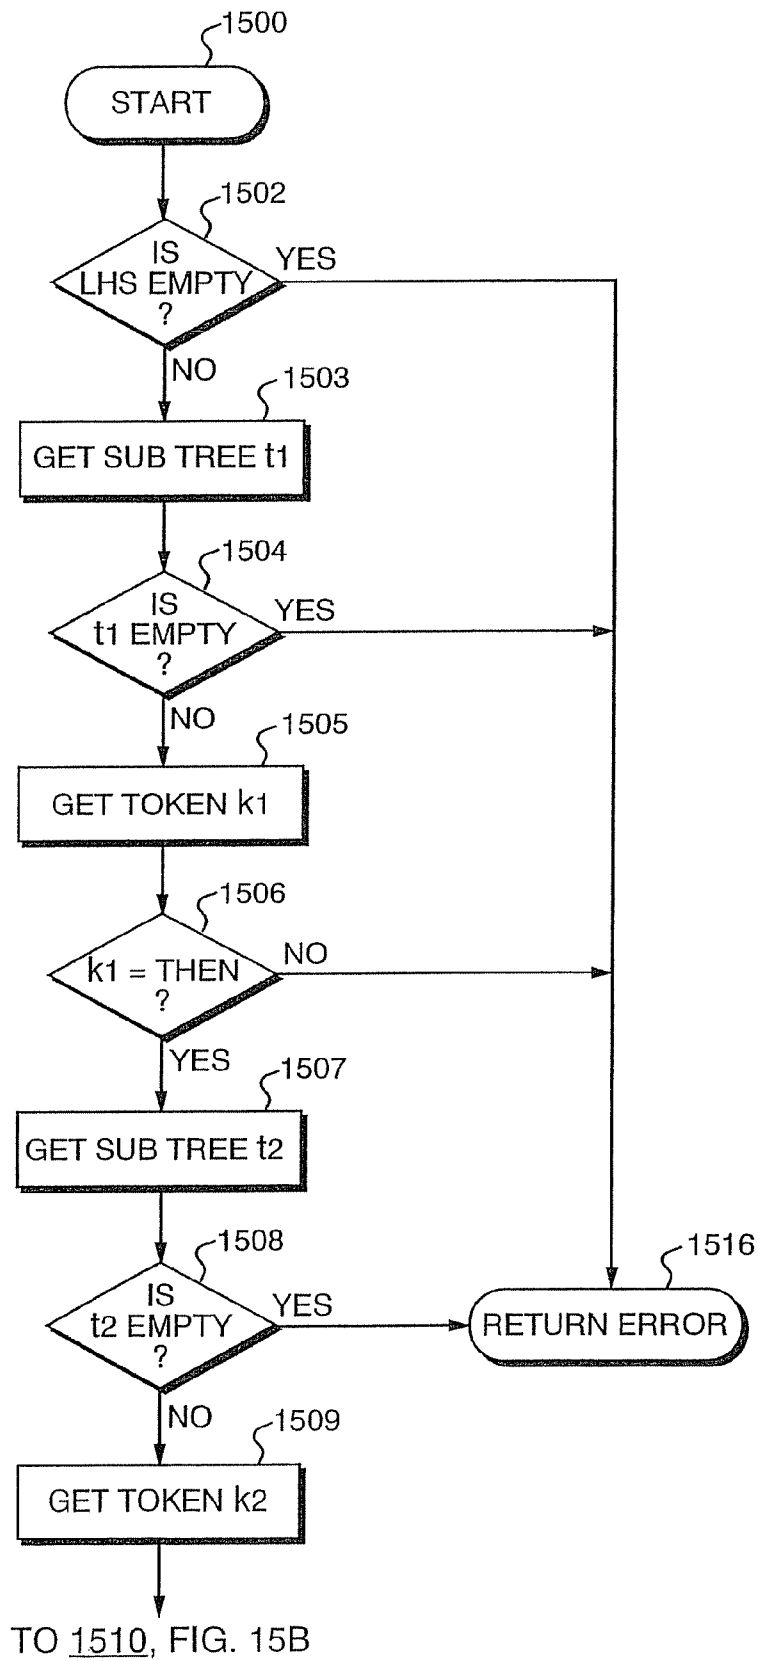 1500
START
1502
IS
LHS EMPTY
?
YES
NO
1503
GET SUB TREE t1
1504
IS
t1 EMPTY
?
YES
NO
1505
GET TOKEN k1
1506
k1 = THEN
?
NO
YES
1507
GET SUB TREE t2
1508
IS
t2 EMPTY
?
YES
1516
RETURN ERROR
NO
1509
GET TOKEN k2
TO 1510, FIG. 15B